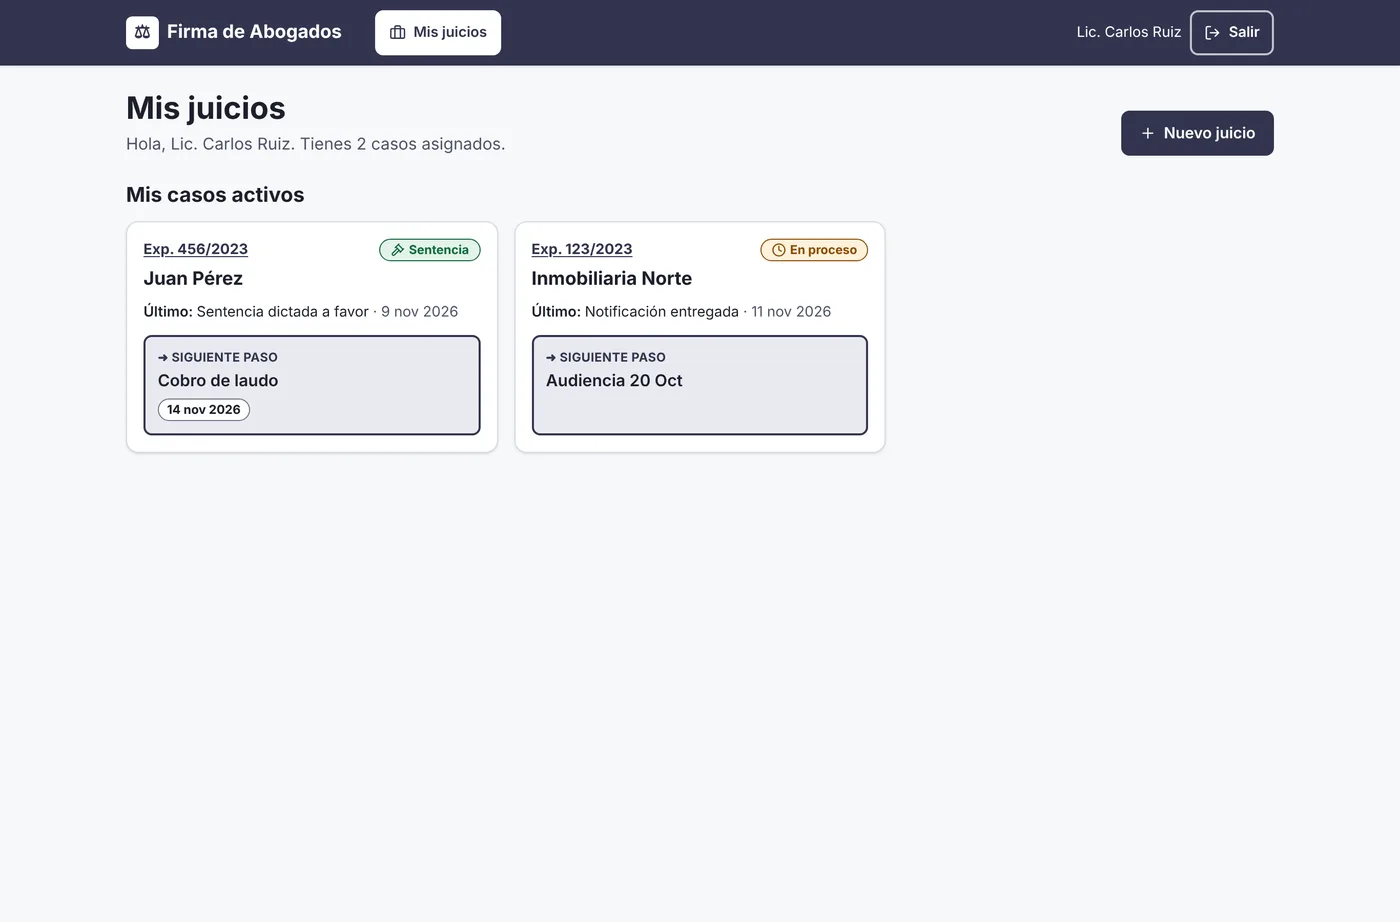 Firma de Abogados
Mis juicios
Lic. Carlos Ruiz
Salir
Mis juicios
Hola, Lic. Carlos Ruiz. Tienes 2 casos asignados.
+ Nuevo juicio
Mis casos activos
Exp. 456/2023
Sentencia
Juan Pérez
Último: Sentencia dictada a favor · 9 nov 2026
→ SIGUIENTE PASO
Cobro de laudo
14 nov 2026
Exp. 123/2023
En proceso
Inmobiliaria Norte
Último: Notificación entregada · 11 nov 2026
→ SIGUIENTE PASO
Audiencia 20 Oct